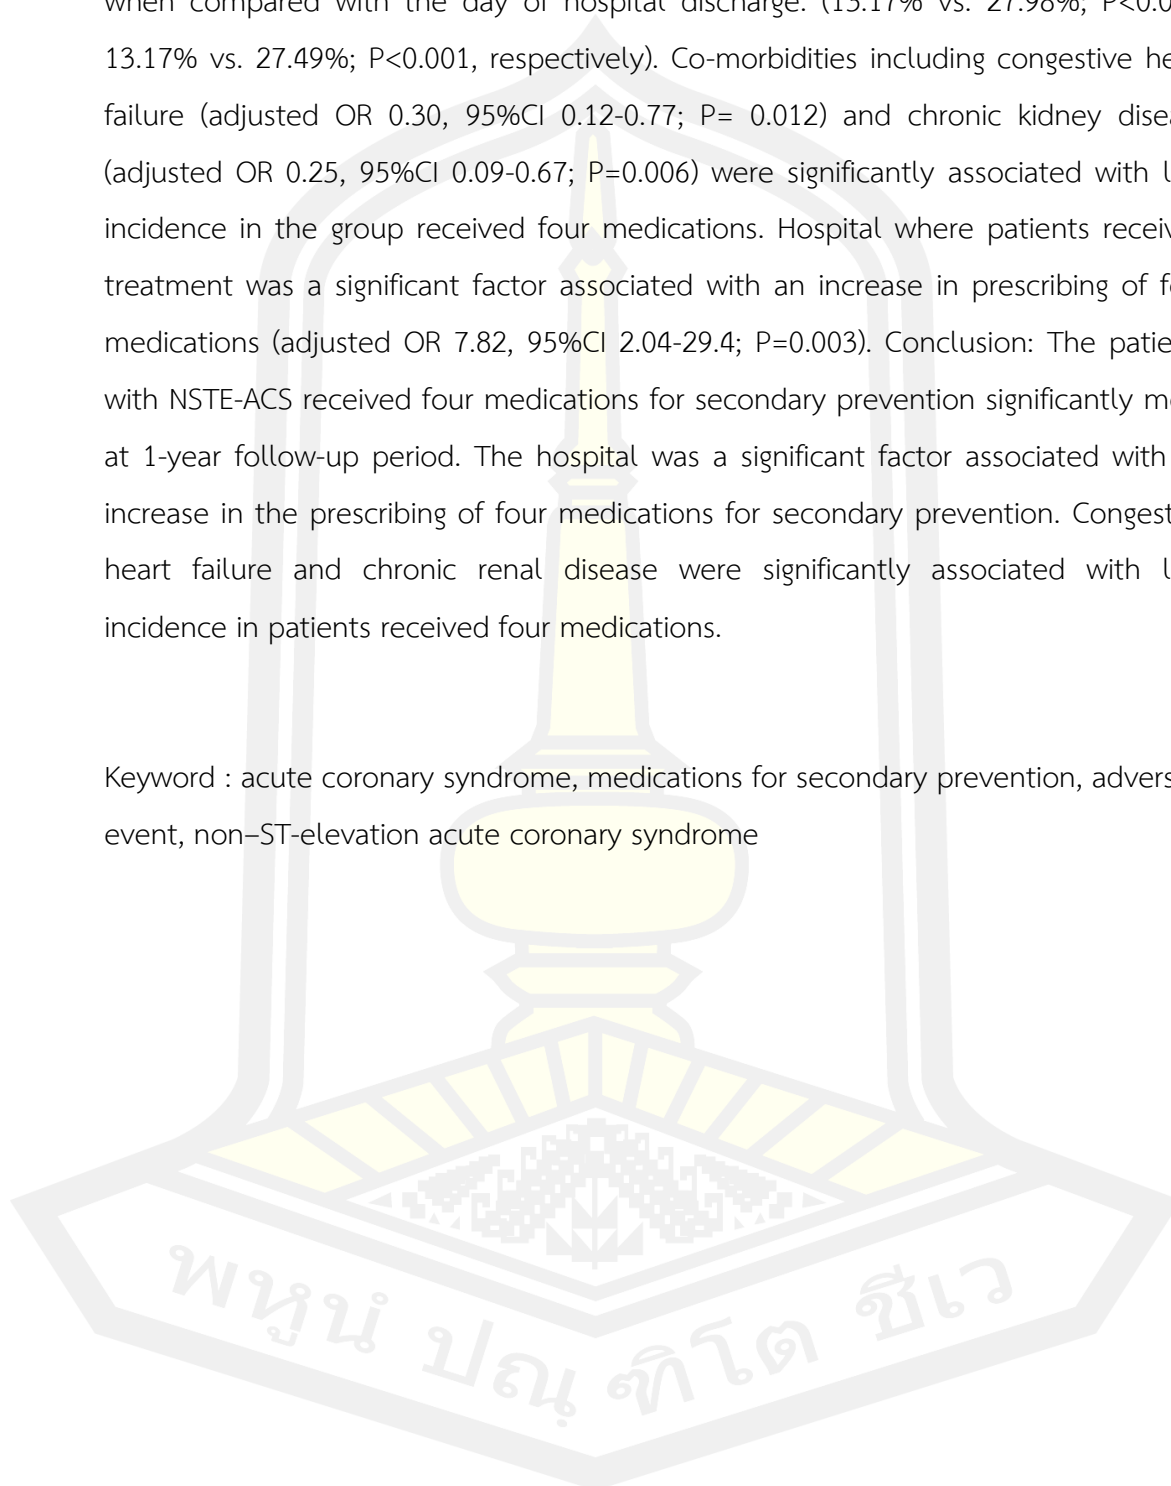 when compared with the day of hospital discharge. (13.17% vs. 27.98%; P<0.0
13.17% vs. 27.49%; P<0.001, respectively). Co-morbidities including congestive he
failure (adjusted OR 0.30, 95%CI 0.12-0.77; P= 0.012) and chronic kidney disea
(adjusted OR 0.25, 95%CI 0.09-0.67; P=0.006) were significantly associated with l
incidence in the group received four medications. Hospital where patients receiv
treatment was a significant factor associated with an increase in prescribing of f
medications (adjusted OR 7.82, 95%CI 2.04-29.4; P=0.003). Conclusion: The patie
with NSTE-ACS received four medications for secondary prevention significantly m
at 1-year follow-up period. The hospital was a significant factor associated with
increase in the prescribing of four medications for secondary prevention. Congest
heart failure and chronic renal disease were significantly associated with l
incidence in patients received four medications.
Keyword : acute coronary syndrome, medications for secondary prevention, advers
event, non–ST-elevation acute coronary syndrome
พหูนํ ปณฺฑิโต ชีเว